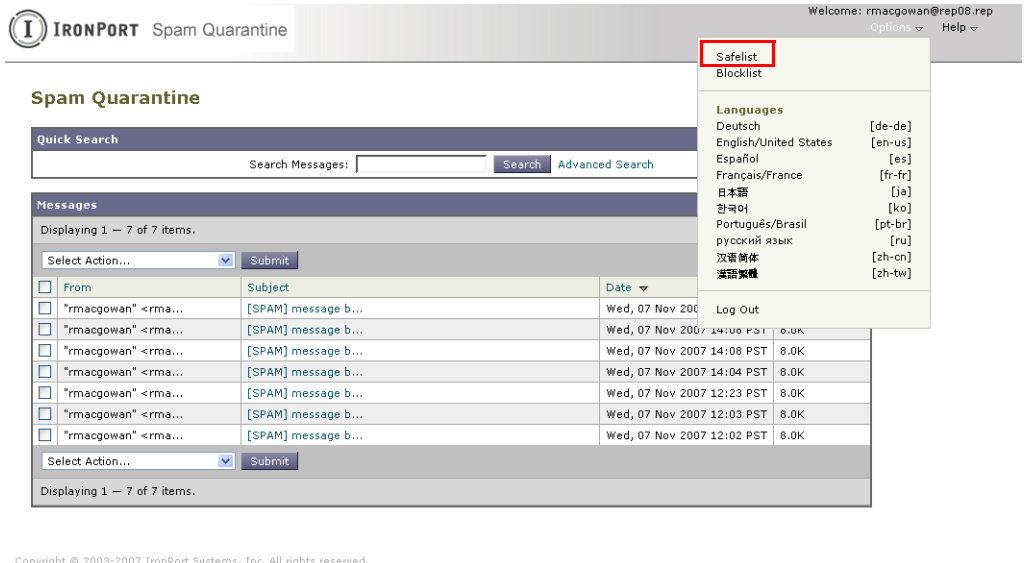 IRONPORT Spam Quarantine
Welcome: rmacgowan@rep08.rep
Options Help
Safelist
Blocklist
Languages
Deutsch [de-de]
English/United States [en-us]
Español [es]
Français/France [fr-fr]
日本語 [ja]
한국어 [ko]
Português/Brasil [pt-br]
русский язык [ru]
汉语简体 [zh-cn]
漢語繁體 [zh-tw]
Log Out
Spam Quarantine
Quick Search
Search Messages: Search Advanced Search
Messages
Displaying 1 — 7 of 7 items.
Select Action... Submit
From Subject Date
"rmacgowan" <rma... [SPAM] message b... Wed, 07 Nov 200
"rmacgowan" <rma... [SPAM] message b... Wed, 07 Nov 2007 14:08 PST 8.0K
"rmacgowan" <rma... [SPAM] message b... Wed, 07 Nov 2007 14:08 PST 8.0K
"rmacgowan" <rma... [SPAM] message b... Wed, 07 Nov 2007 14:04 PST 8.0K
"rmacgowan" <rma... [SPAM] message b... Wed, 07 Nov 2007 12:23 PST 8.0K
"rmacgowan" <rma... [SPAM] message b... Wed, 07 Nov 2007 12:03 PST 8.0K
"rmacgowan" <rma... [SPAM] message b... Wed, 07 Nov 2007 12:02 PST 8.0K
Select Action... Submit
Displaying 1 — 7 of 7 items.
Copyright © 2003-2007 IronPort Systems, Inc. All rights reserved.